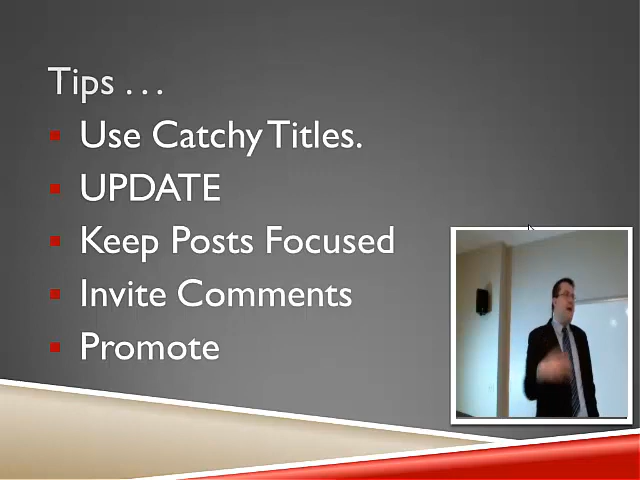 Tips . . .
Use Catchy Titles.
UPDATE
Keep Posts Focused
Invite Comments
Promote